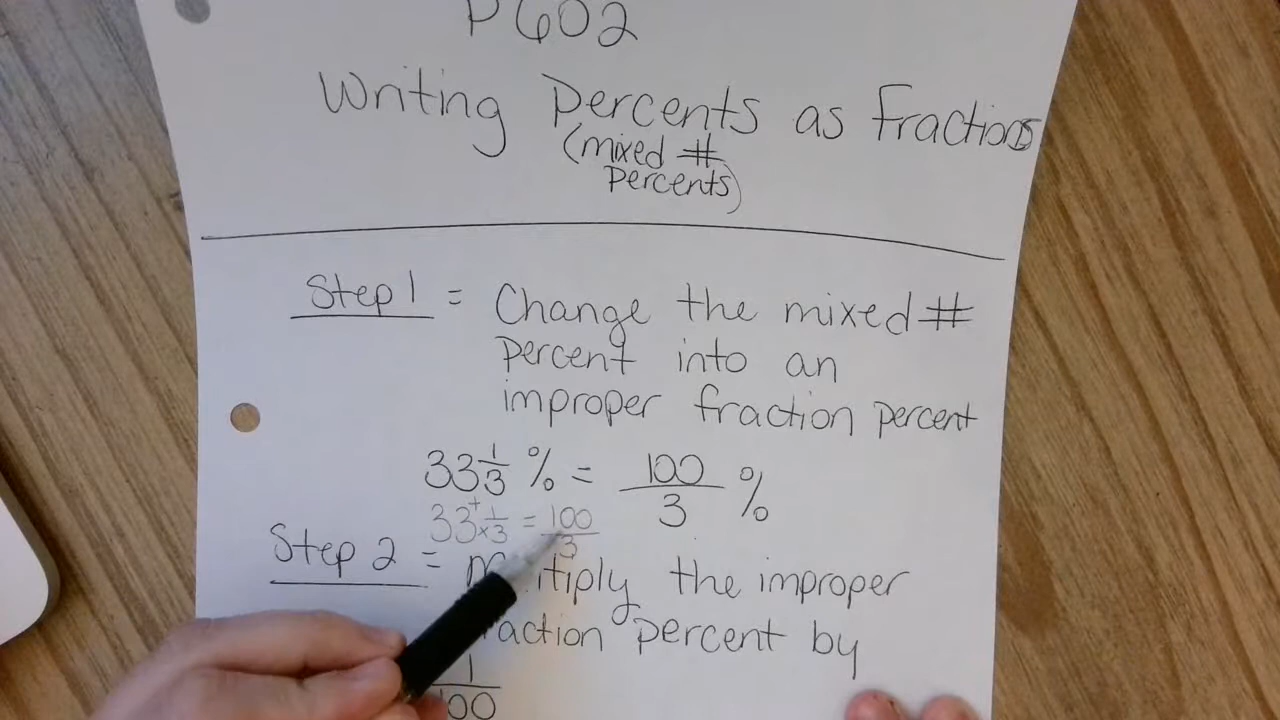 P602
Writing Percents as Fractions
(mixed #
Percents)
Step 1 = Change the mixed #
percent into an
improper fraction percent
33 1/3 % = 100/3 %
33 + 1/×3 = 100/3
Step 2 = multiply the improper
fraction percent by
1/100